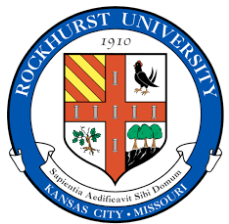 ROCKHURST UNIVERSITY
1910
Sapientia Aedificavit Sibi Domum
KANSAS CITY • MISSOURI